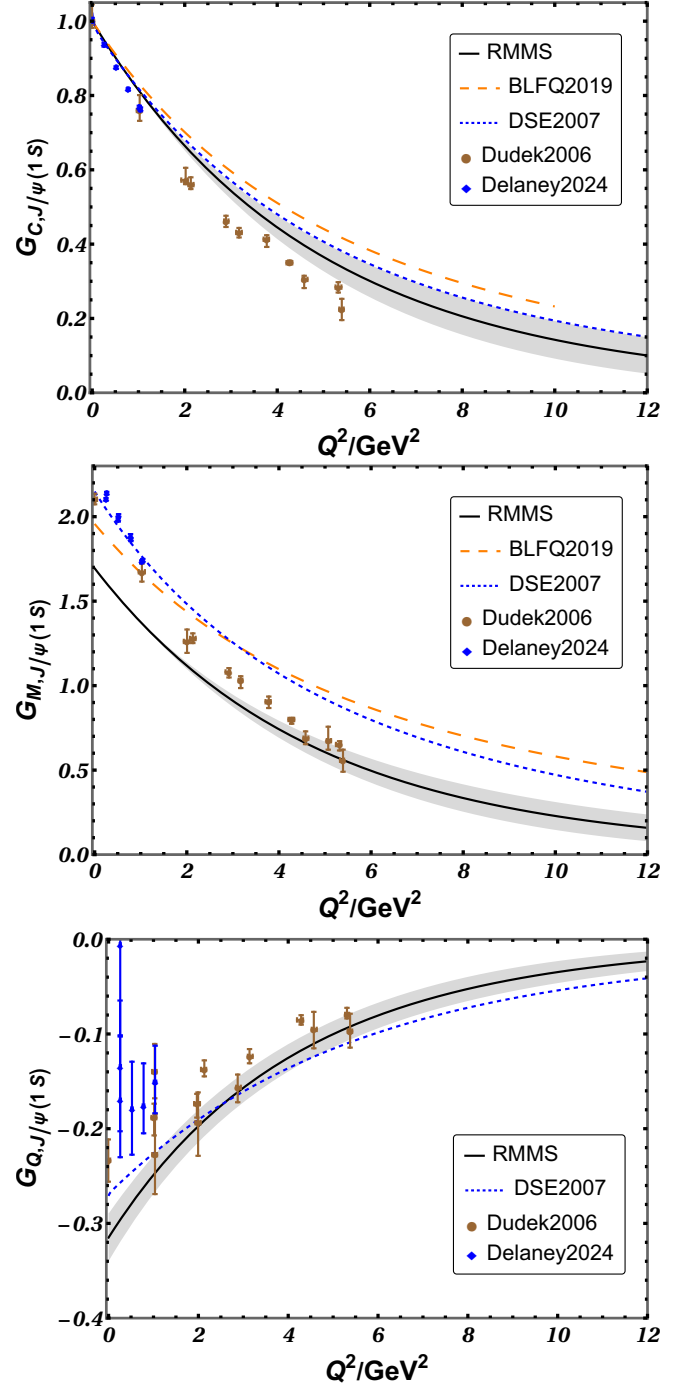 G_{C,J/ψ(1 S)}
1.0
0.8
0.6
0.4
0.2
0.0
RMMS
BLFQ2019
DSE2007
Dudek2006
Delaney2024
0 2 4 6 8 10 12
Q²/GeV²
G_{M,J/ψ(1 S)}
2.0
1.5
1.0
0.5
0.0
RMMS
BLFQ2019
DSE2007
Dudek2006
Delaney2024
0 2 4 6 8 10 12
Q²/GeV²
G_{Q,J/ψ(1 S)}
0.0
−0.1
−0.2
−0.3
−0.4
RMMS
DSE2007
Dudek2006
Delaney2024
0 2 4 6 8 10 12
Q²/GeV²